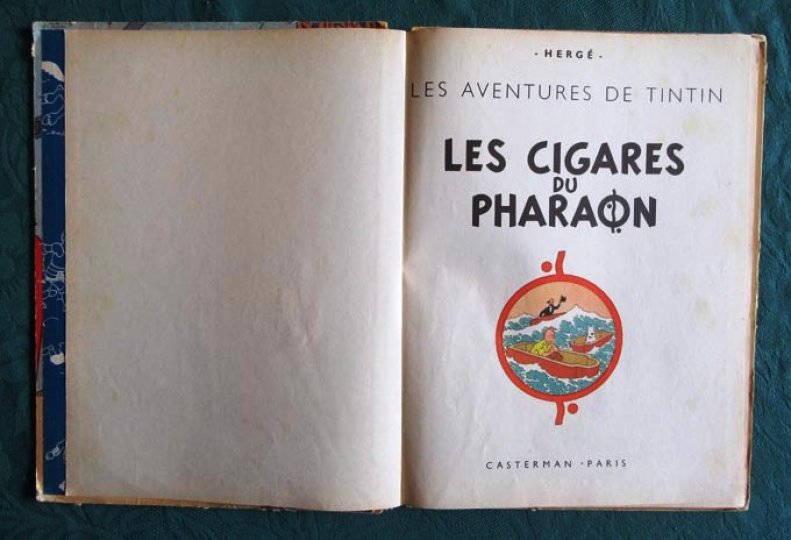 · HERGÉ ·
LES AVENTURES DE TINTIN
LES CIGARES
DU
PHARAON
CASTERMAN · PARIS